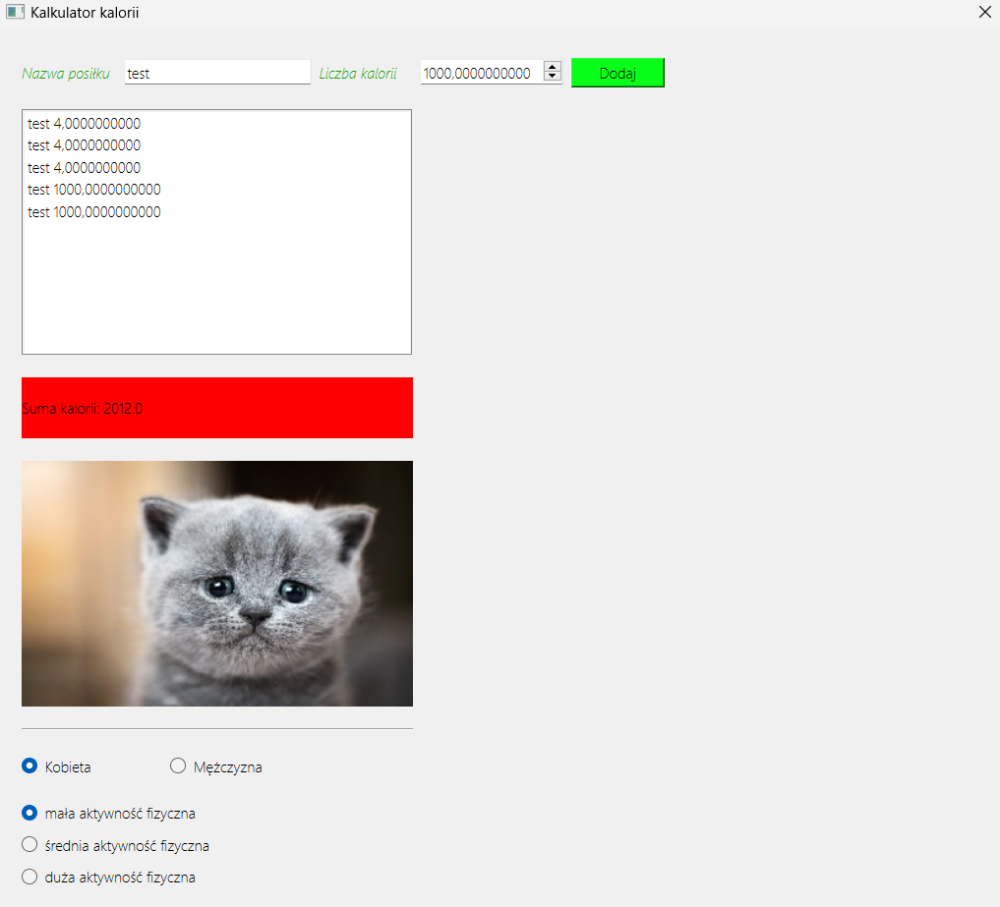 Kalkulator kalorii
Nazwa posiłku test Liczba kalorii 1000,0000000000 Dodaj
test 4,0000000000
test 4,0000000000
test 4,0000000000
test 1000,0000000000
test 1000,0000000000
Suma kalorii: 2012.0
Kobieta Mężczyzna
mała aktywność fizyczna
średnia aktywność fizyczna
duża aktywność fizyczna